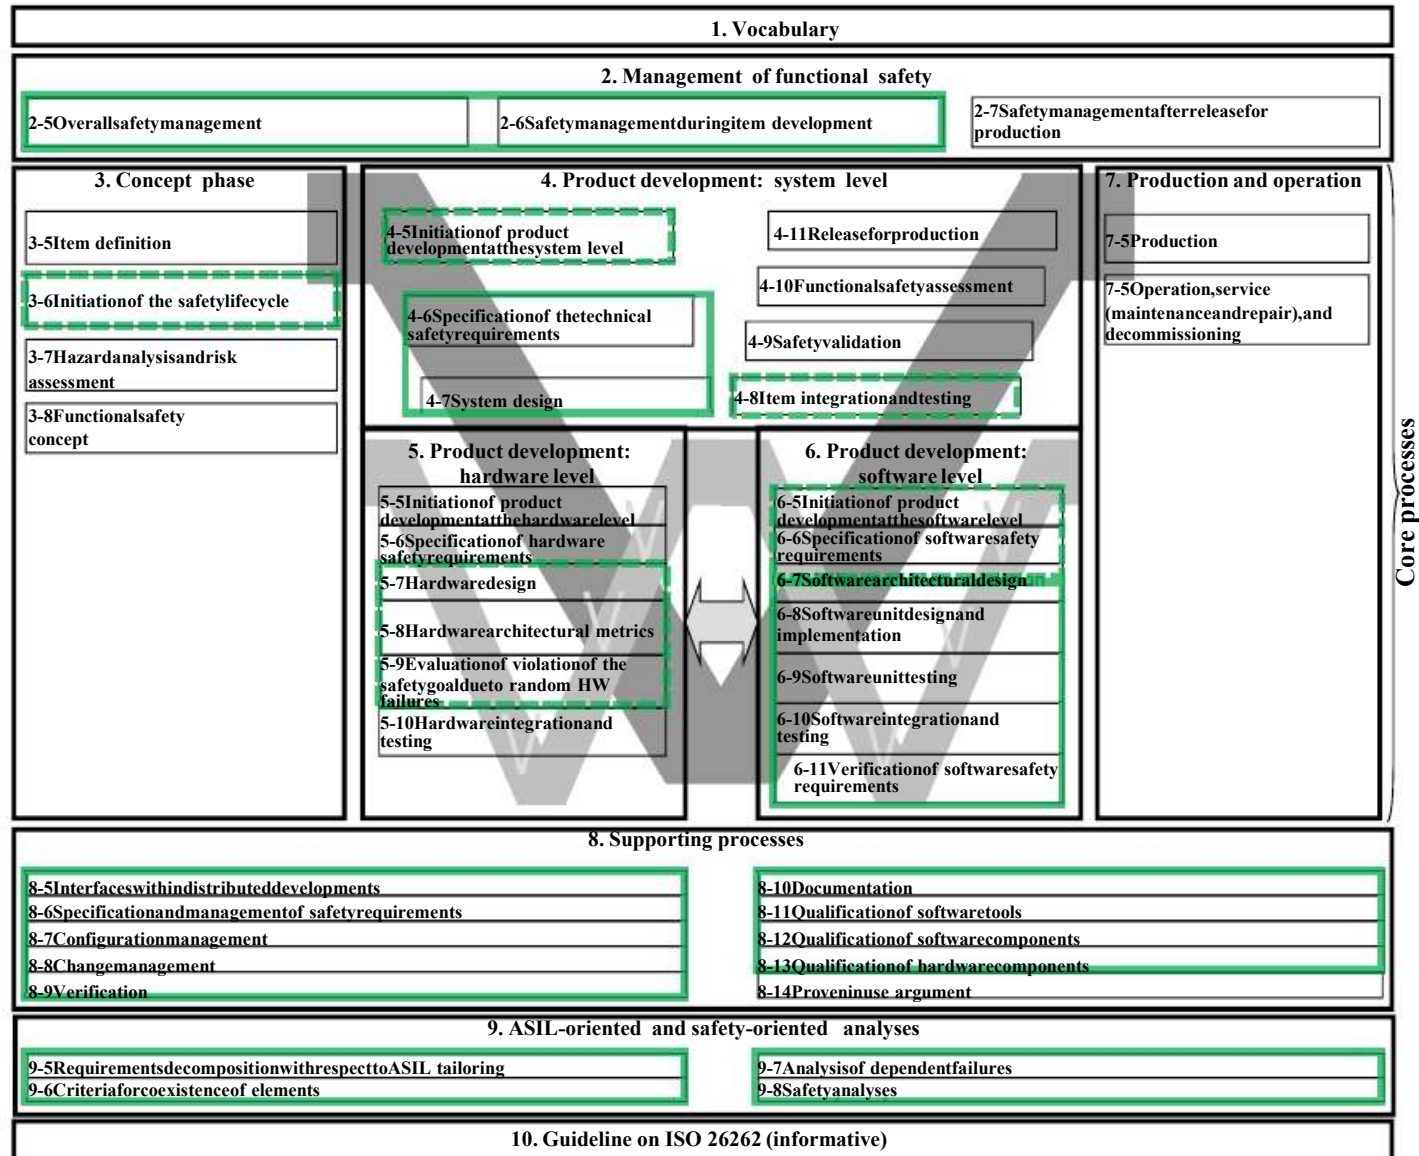 1. Vocabulary
2. Management of functional safety
2-5Overallsafetymanagement
2-6Safetymanagementduringitem development
2-7Safetymanagementafterreleasefor
production
3. Concept phase
3-5Item definition
3-6Initiationof the safetylifecycle
3-7Hazardanalysisandrisk
assessment
3-8Functionalsafety
concept
4. Product development: system level
4-5Initiationof product
developmentatthesystem level
4-6Specificationof thetechnical
safetyrequirements
4-7System design
4-11Releaseforproduction
4-10Functionalsafetyassessment
4-9Safetyvalidation
4-8Item integrationandtesting
7. Production and operation
7-5Production
7-5Operation,service
(maintenanceandrepair),and
decommissioning
5. Product development:
hardware level
5-5Initiationof product
developmentatthehardwarelevel
5-6Specificationof hardware
safetyrequirements
5-7Hardwaredesign
5-8Hardwarearchitectural metrics
5-9Evaluationof violationof the
safetygoaldueto random HW
failures
5-10Hardwareintegrationand
testing
6. Product development:
software level
6-5Initiationof product
developmentatthesoftwarelevel
6-6Specificationof softwaresafety
requirements
6-7Softwarearchitecturaldesign
6-8Softwareunitdesignand
implementation
6-9Softwareunittesting
6-10Softwareintegrationand
testing
6-11Verificationof softwaresafety
requirements
Core processes
8. Supporting processes
8-5Interfaceswithindistributeddevelopments
8-6Specificationandmanagementof safetyrequirements
8-7Configurationmanagement
8-8Changemanagement
8-9Verification
8-10Documentation
8-11Qualificationof softwaretools
8-12Qualificationof softwarecomponents
8-13Qualificationof hardwarecomponents
8-14Proveninuse argument
9. ASIL-oriented and safety-oriented analyses
9-5RequirementsdecompositionwithrespecttoASIL tailoring
9-6Criteriaforcoexistenceof elements
9-7Analysisof dependentfailures
9-8Safetyanalyses
10. Guideline on ISO 26262 (informative)